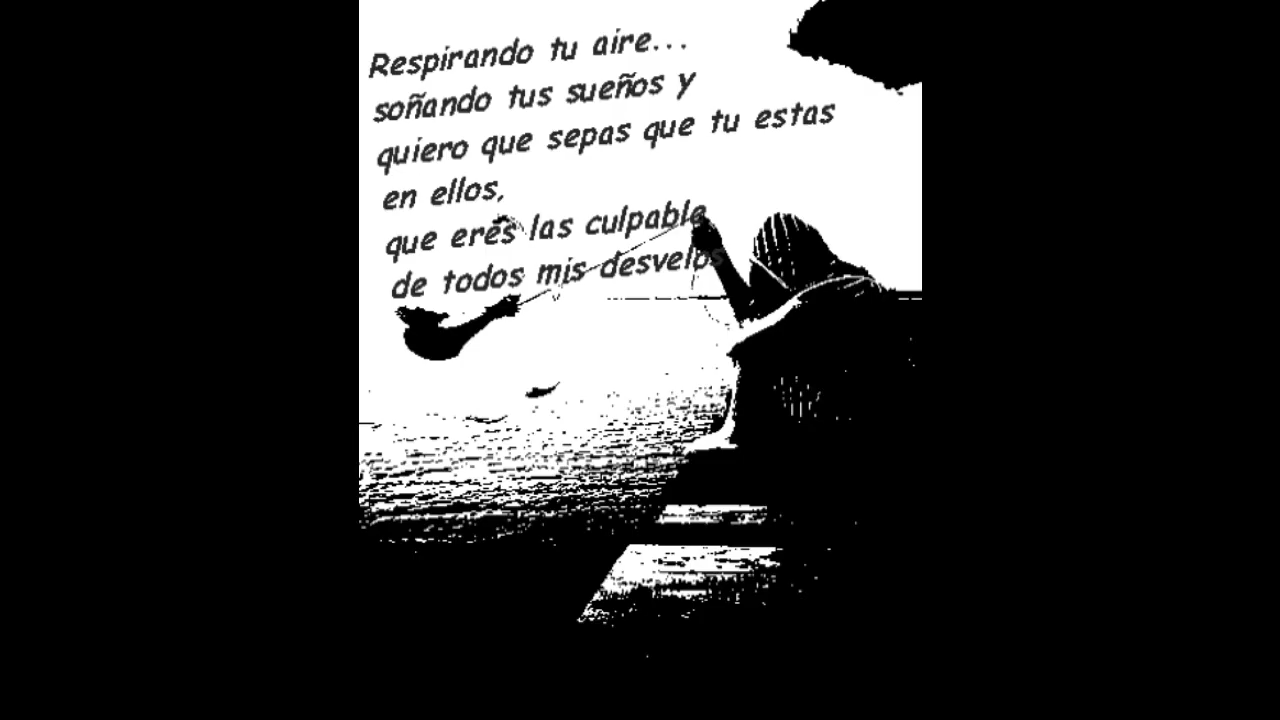 Respirando tu aire...
soñando tus sueños y
quiero que sepas que tu estas
en ellos,
que eres las culpable
de todos mis desvelos